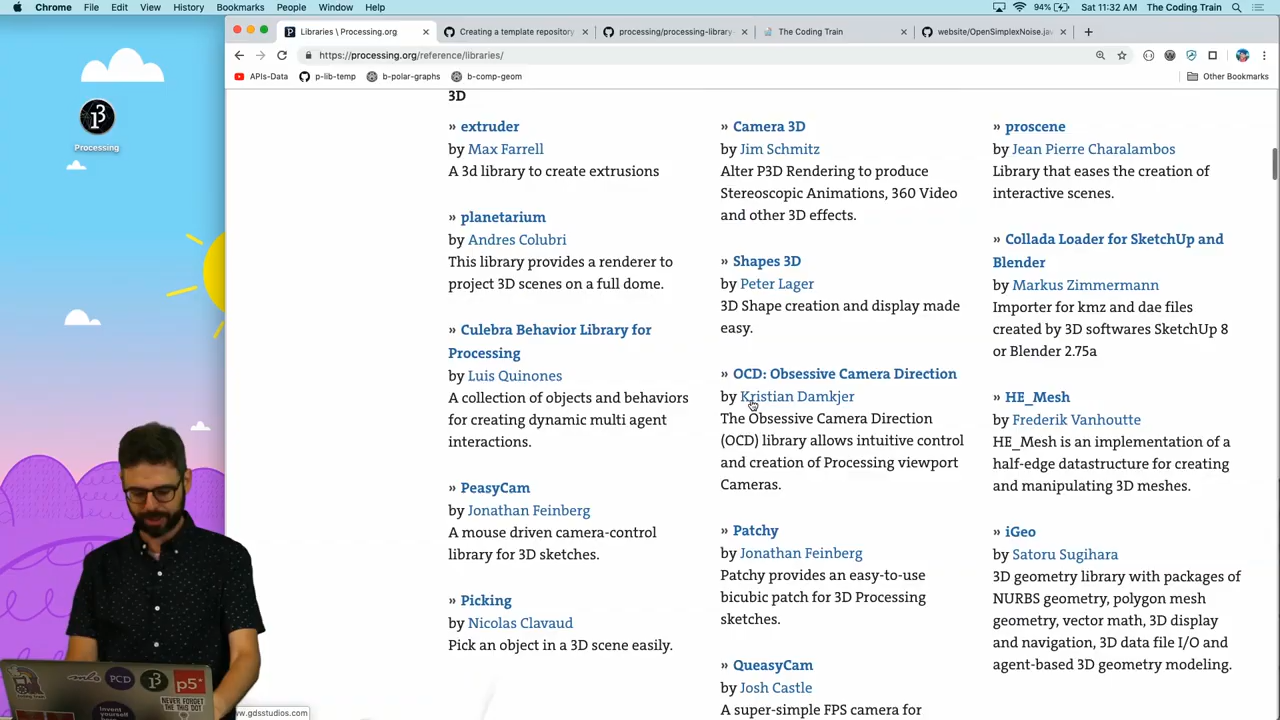 Chrome File Edit View History Bookmarks People Window Help
94% Sat 11:32 AM The Coding Train
Libraries \ Processing.org
Creating a template repository
processing/processing-library-
The Coding Train
website/OpenSimplexNoise.jav
https://processing.org/reference/libraries/
APIs-Data
p-lib-temp
b-polar-graphs
b-comp-geom
Other Bookmarks
Processing
3D
» extruder
by Max Farrell
A 3d library to create extrusions
» planetarium
by Andres Colubri
This library provides a renderer to
project 3D scenes on a full dome.
» Culebra Behavior Library for
Processing
by Luis Quinones
A collection of objects and behaviors
for creating dynamic multi agent
interactions.
» PeasyCam
by Jonathan Feinberg
A mouse driven camera-control
library for 3D sketches.
» Picking
by Nicolas Clavaud
Pick an object in a 3D scene easily.
» Camera 3D
by Jim Schmitz
Alter P3D Rendering to produce
Stereoscopic Animations, 360 Video
and other 3D effects.
» Shapes 3D
by Peter Lager
3D Shape creation and display made
easy.
» OCD: Obsessive Camera Direction
by Kristian Damkjer
The Obsessive Camera Direction
(OCD) library allows intuitive control
and creation of Processing viewport
Cameras.
» Patchy
by Jonathan Feinberg
Patchy provides an easy-to-use
bicubic patch for 3D Processing
sketches.
» QueasyCam
by Josh Castle
A super-simple FPS camera for
» proscene
by Jean Pierre Charalambos
Library that eases the creation of
interactive scenes.
» Collada Loader for SketchUp and
Blender
by Markus Zimmermann
Importer for kmz and dae files
created by 3D softwares SketchUp 8
or Blender 2.75a
» HE_Mesh
by Frederik Vanhoutte
HE_Mesh is an implementation of a
half-edge datastructure for creating
and manipulating 3D meshes.
» iGeo
by Satoru Sugihara
3D geometry library with packages of
NURBS geometry, polygon mesh
geometry, vector math, 3D display
and navigation, 3D data file I/O and
agent-based 3D geometry modeling.
PCD
p5*
NEVER FORGET
THE THIS DOT
Invent
yourself
www.gdsstudios.com